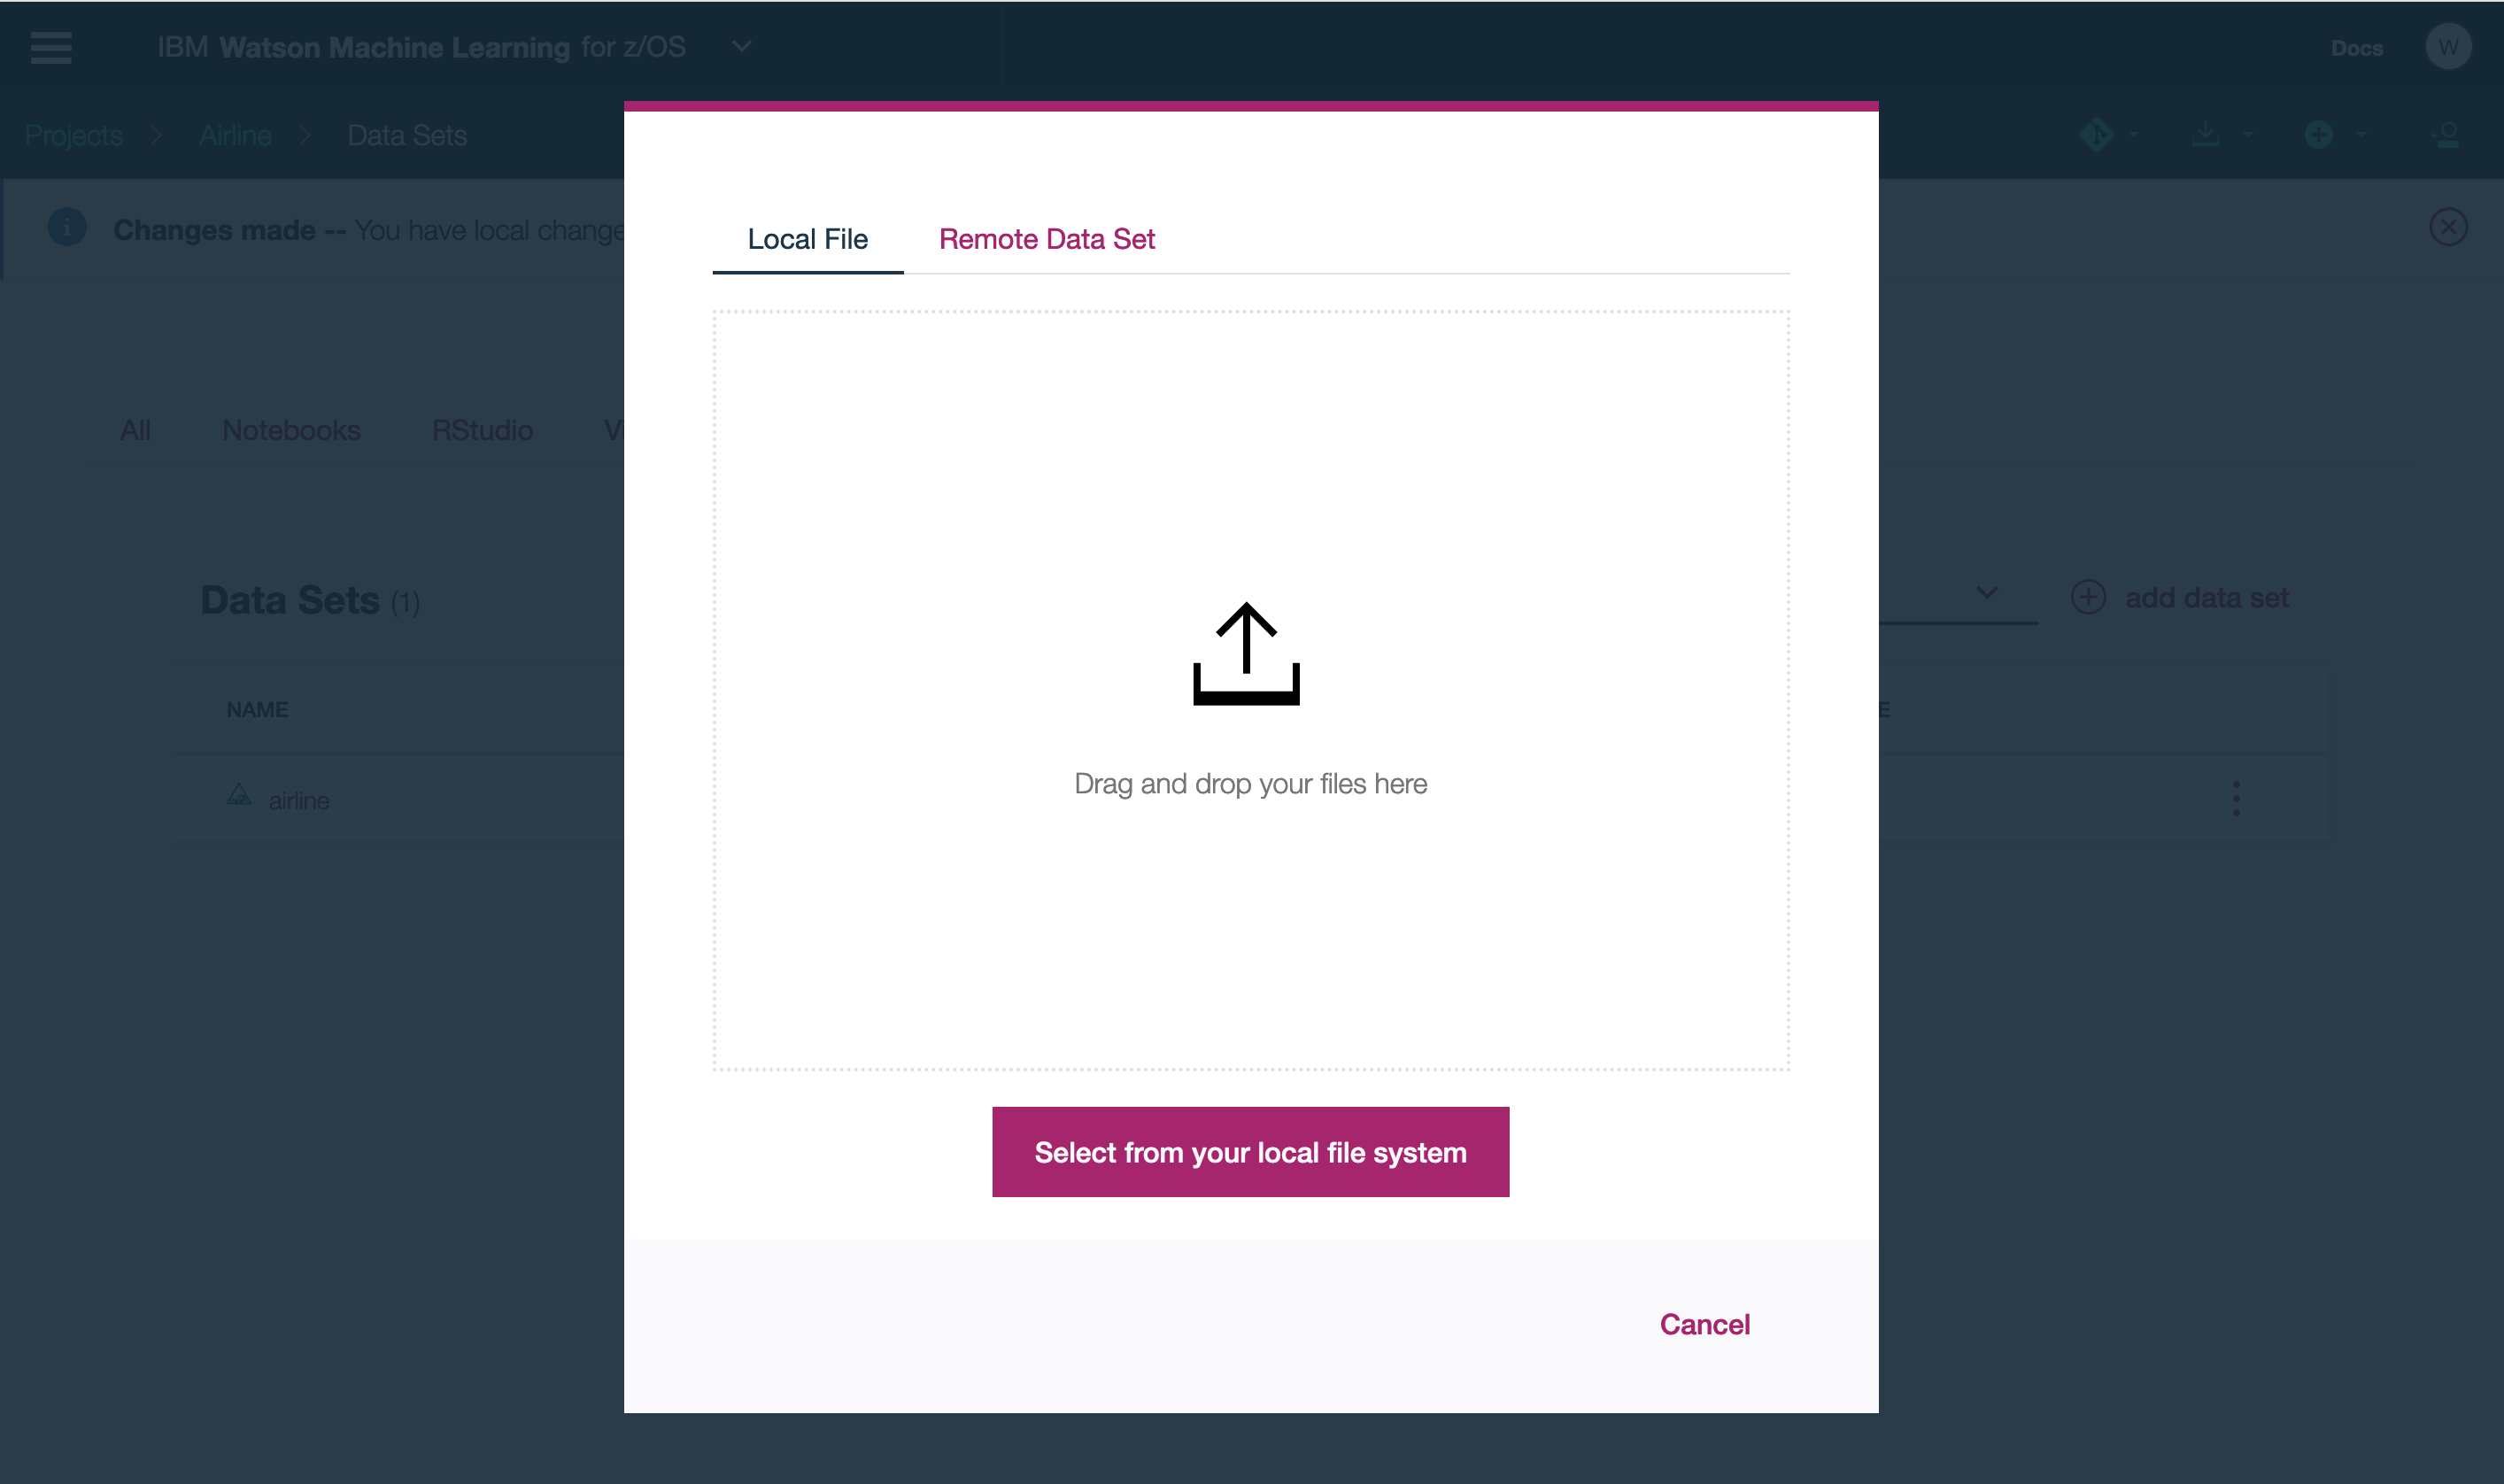 IBM Watson Machine Learning for z/OS
Docs
W
Projects > Airline > Data Sets
Changes made -- You have local change
Local File
Remote Data Set
All
Notebooks
RStudio
Data Sets (1)
add data set
NAME
airline
Drag and drop your files here
Select from your local file system
Cancel